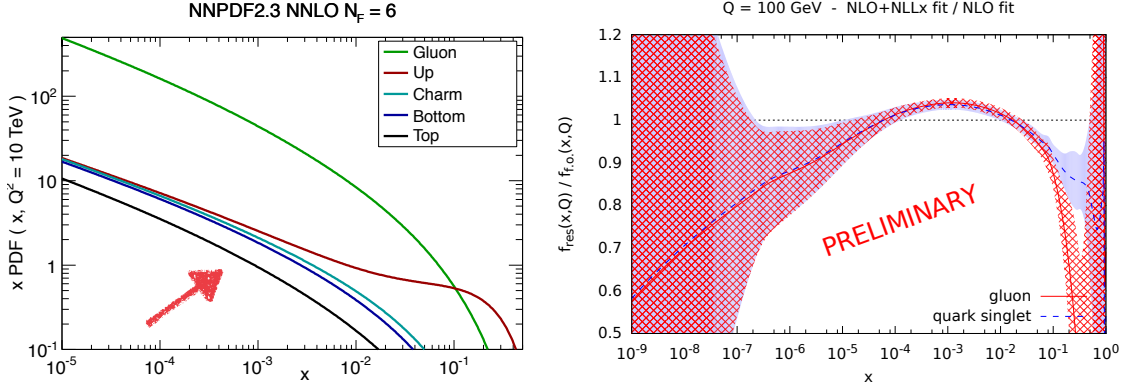 NNPDF2.3 NNLO N_F = 6
x PDF ( x, Q² = 10 TeV )
10²
10
1
10⁻¹
Gluon
Up
Charm
Bottom
Top
10⁻⁵ 10⁻⁴ 10⁻³ 10⁻² 10⁻¹
x
Q = 100 GeV - NLO+NLLx fit / NLO fit
f_res(x,Q) / f_f.o.(x,Q)
1.2
1.1
1
0.9
0.8
0.7
0.6
0.5
PRELIMINARY
gluon
quark singlet
10⁻⁹ 10⁻⁸ 10⁻⁷ 10⁻⁶ 10⁻⁵ 10⁻⁴ 10⁻³ 10⁻² 10⁻¹ 10⁰
x